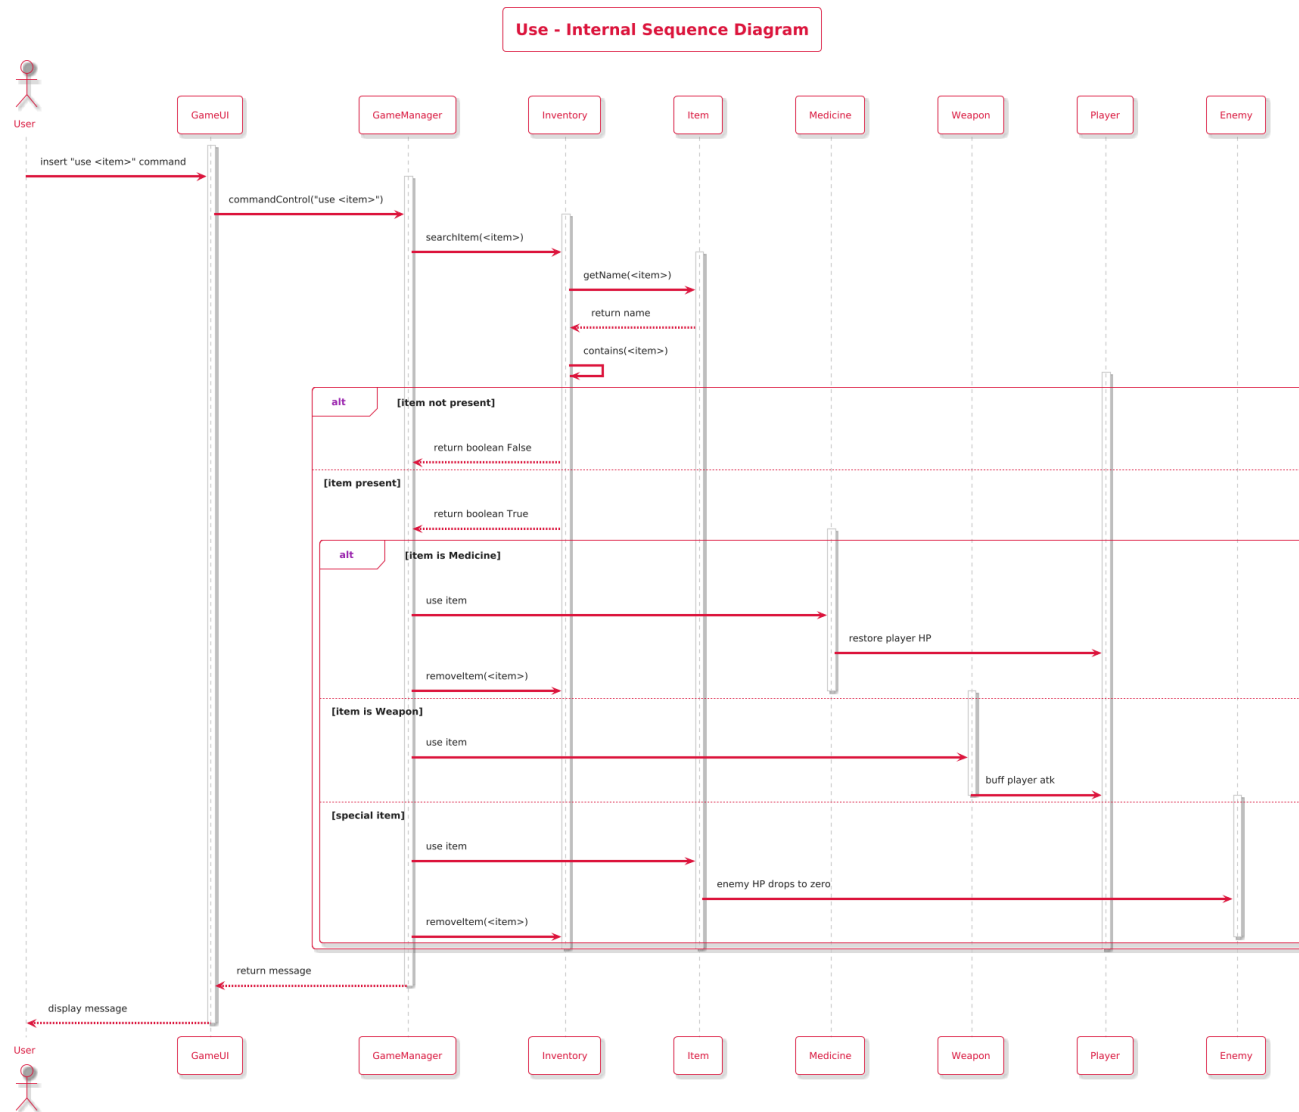 Use - Internal Sequence Diagram
User
GameUI
GameManager
Inventory
Item
Medicine
Weapon
Player
Enemy
insert "use <item>" command
commandControl("use <item>")
searchItem(<item>)
getName(<item>)
return name
contains(<item>)
alt
[item not present]
return boolean False
[item present]
return boolean True
alt
[item is Medicine]
use item
restore player HP
removeItem(<item>)
[item is Weapon]
use item
buff player atk
[special item]
use item
enemy HP drops to zero
removeItem(<item>)
return message
display message
User
GameUI
GameManager
Inventory
Item
Medicine
Weapon
Player
Enemy